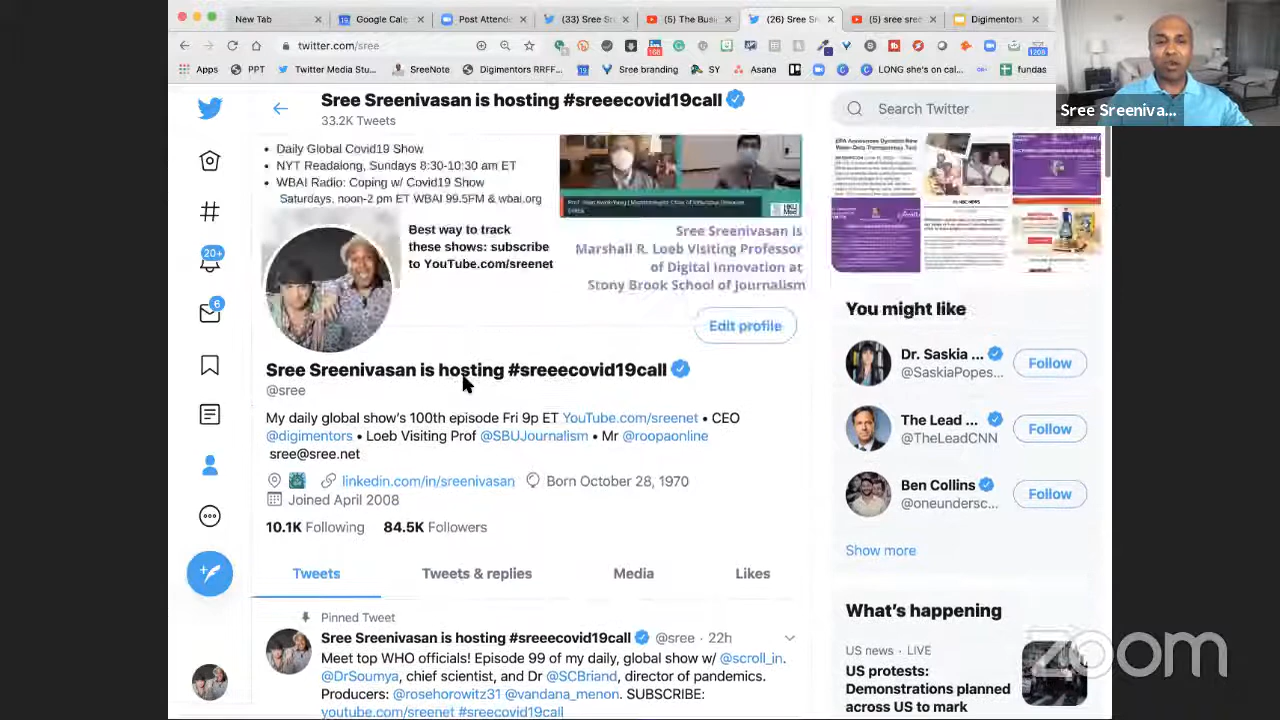 New Tab
Google Cale
Post Attend
(33) Sree Sr
(5) The Busi
(26) Sree Sr
(5) sree sree
Digimentors
twitter.com/sree
168
1208
Apps
PPT
Twitter Media Stu...
SreeNote
Digimentors RRFF...
19
Sree branding
SY
Asana
LONG she's on cal...
fundas
Sree Sreeniva...
Sree Sreenivasan is hosting #sreeecovid19call
33.2K Tweets
Search Twitter
• Daily Global Covid19 Show
8:30-10:30 am ET
• WBAI Radio: Coping w/ Covid19 Show
Saturdays, noon-2 pm ET WBAI 99.5FM & wbai.org
Best way to track
these shows: subscribe
to YouTube.com/sreenet
Sree Sreenivasan is
Marshall R. Loeb Visiting Professor
of Digital Innovation at
Stony Brook School of Journalism
20+
6
Edit profile
Sree Sreenivasan is hosting #sreeecovid19call
@sree
My daily global show's 100th episode Fri 9p ET YouTube.com/sreenet • CEO
@digimentors • Loeb Visiting Prof @SBUJournalism • Mr @roopaonline
sree@sree.net
linkedin.com/in/sreenivasan
Born October 28, 1970
Joined April 2008
10.1K Following
84.5K Followers
Tweets
Tweets & replies
Media
Likes
Pinned Tweet
Sree Sreenivasan is hosting #sreeecovid19call @sree · 22h
Meet top WHO officials! Episode 99 of my daily, global show w/ @scroll_in.
@DrSoumya, chief scientist, and Dr @SCBriand, director of pandemics.
Producers: @rosehorowitz31 @vandana_menon. SUBSCRIBE:
youtube.com/sreenet #sreecovid19call
You might like
Dr. Saskia ...
@SaskiaPopes...
Follow
The Lead ...
@TheLeadCNN
Follow
Ben Collins
@oneundersc...
Follow
Show more
What's happening
US news · LIVE
US protests:
Demonstrations planned
across US to mark
zoom